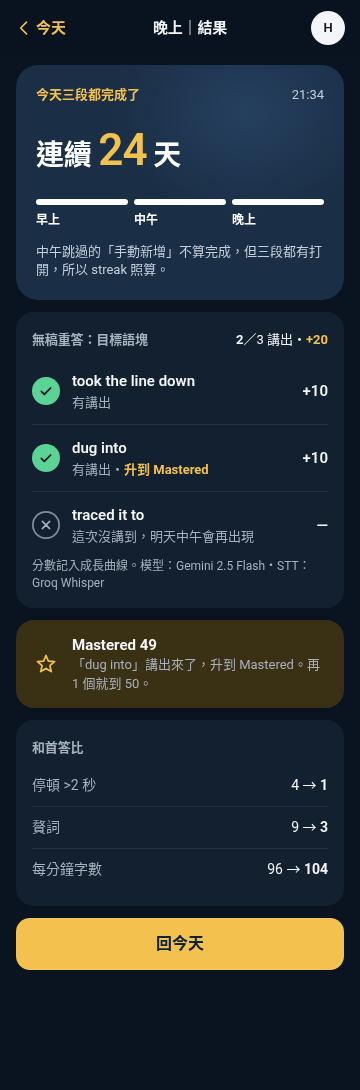 今天
晚上｜結果
H
今天三段都完成了
21:34
連續 24 天
早上
中午
晚上
中午跳過的「手動新增」不算完成，但三段都有打
開，所以 streak 照算。
無稿重答：目標語塊
2／3 講出・+20
took the line down
有講出
+10
dug into
有講出・升到 Mastered
+10
traced it to
這次沒講到，明天中午會再出現
–
分數記入成長曲線。模型：Gemini 2.5 Flash・STT：
Groq Whisper
Mastered 49
「dug into」講出來了，升到 Mastered。再
1 個就到 50。
和首答比
停頓 >2 秒
4 → 1
贅詞
9 → 3
每分鐘字數
96 → 104
回今天